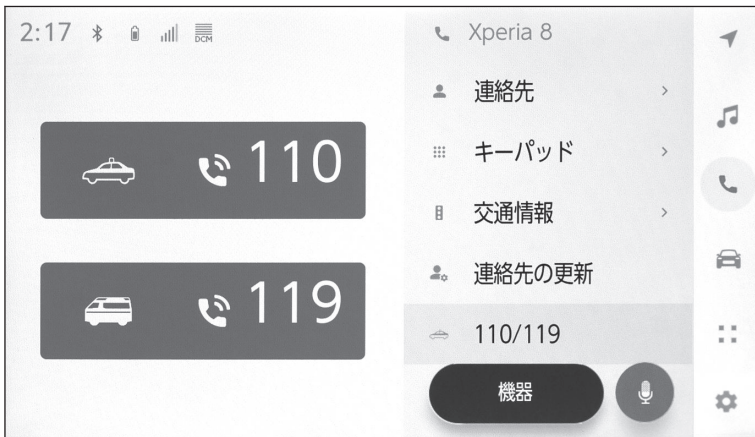 2:17 DCM
110
119
Xperia 8
連絡先
キーパッド
交通情報
連絡先の更新
110/119
機器